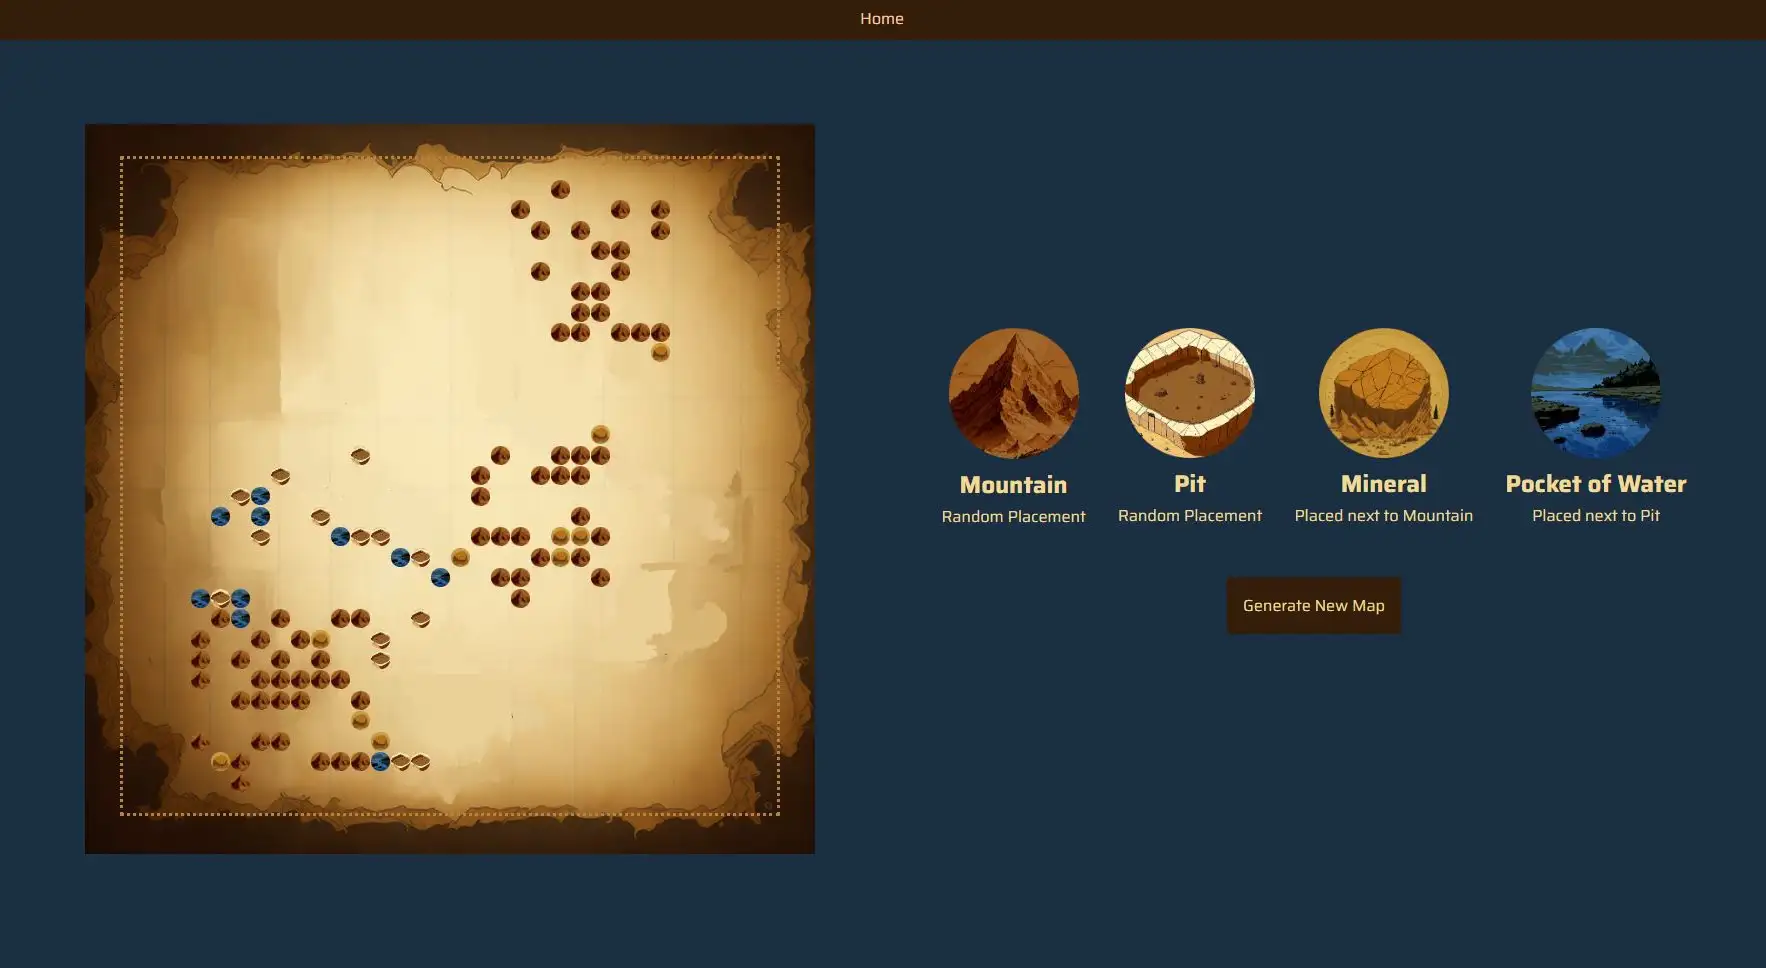 Home
Mountain
Random Placement
Pit
Random Placement
Mineral
Placed next to Mountain
Pocket of Water
Placed next to Pit
Generate New Map